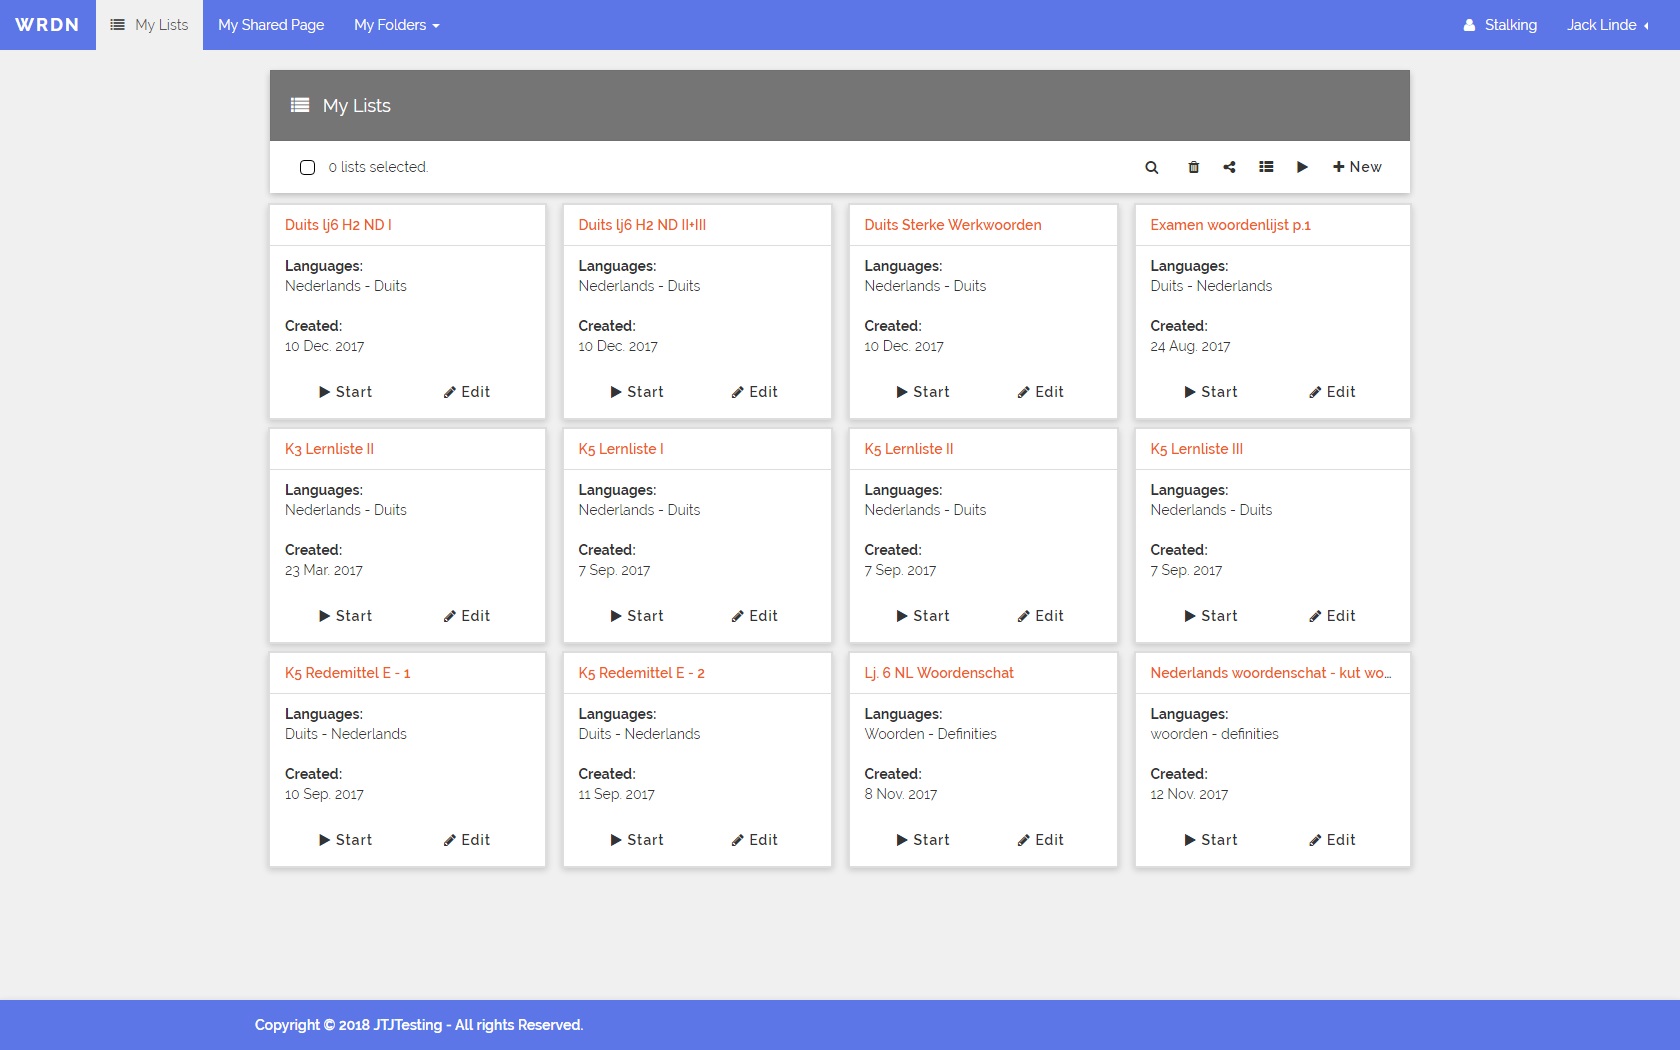 WRDN My Lists My Shared Page My Folders Stalking Jack Linde
My Lists
0 lists selected. New
Duits lj6 H2 ND I
Languages:
Nederlands - Duits
Created:
10 Dec. 2017
Start Edit
Duits lj6 H2 ND II+III
Languages:
Nederlands - Duits
Created:
10 Dec. 2017
Start Edit
Duits Sterke Werkwoorden
Languages:
Nederlands - Duits
Created:
10 Dec. 2017
Start Edit
Examen woordenlijst p.1
Languages:
Duits - Nederlands
Created:
24 Aug. 2017
Start Edit
K3 Lernliste II
Languages:
Nederlands - Duits
Created:
23 Mar. 2017
Start Edit
K5 Lernliste I
Languages:
Nederlands - Duits
Created:
7 Sep. 2017
Start Edit
K5 Lernliste II
Languages:
Nederlands - Duits
Created:
7 Sep. 2017
Start Edit
K5 Lernliste III
Languages:
Nederlands - Duits
Created:
7 Sep. 2017
Start Edit
K5 Redemittel E - 1
Languages:
Duits - Nederlands
Created:
10 Sep. 2017
Start Edit
K5 Redemittel E - 2
Languages:
Duits - Nederlands
Created:
11 Sep. 2017
Start Edit
Lj. 6 NL Woordenschat
Languages:
Woorden - Definities
Created:
8 Nov. 2017
Start Edit
Nederlands woordenschat - kut wo...
Languages:
woorden - definities
Created:
12 Nov. 2017
Start Edit
Copyright © 2018 JTJTesting - All rights Reserved.